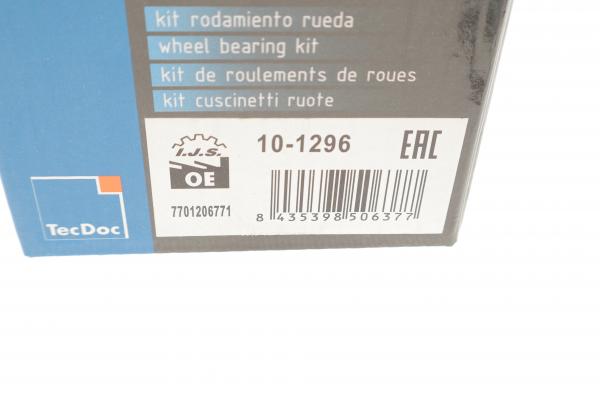 kit rodamiento rueda
wheel bearing kit
kit de roulements de roues
kit cuscinetti ruote
I.J.S.
10-1296
EAC
OE
7701206771
8 435398 506377
TecDoc